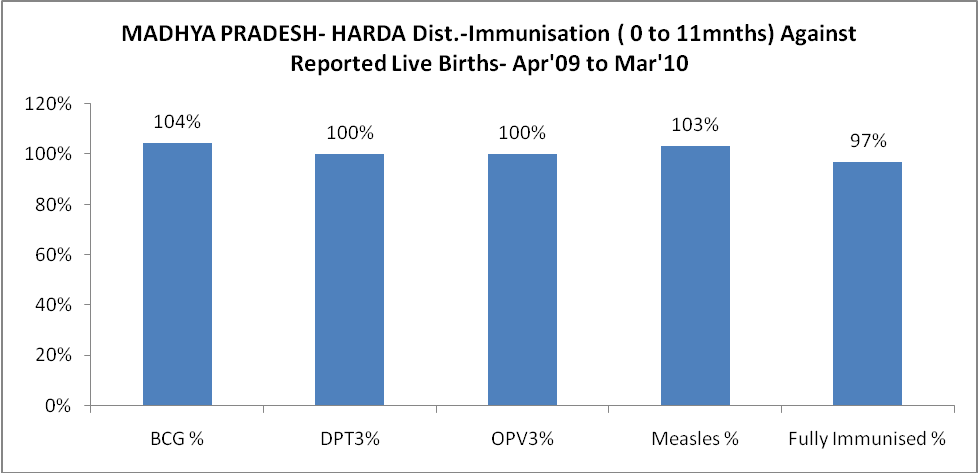 MADHYA PRADESH- HARDA Dist.-Immunisation ( 0 to 11mnths) Against
Reported Live Births- Apr'09 to Mar'10
120%
100%
80%
60%
40%
20%
0%
104%
100%
100%
103%
97%
BCG %
DPT3%
OPV3%
Measles %
Fully Immunised %